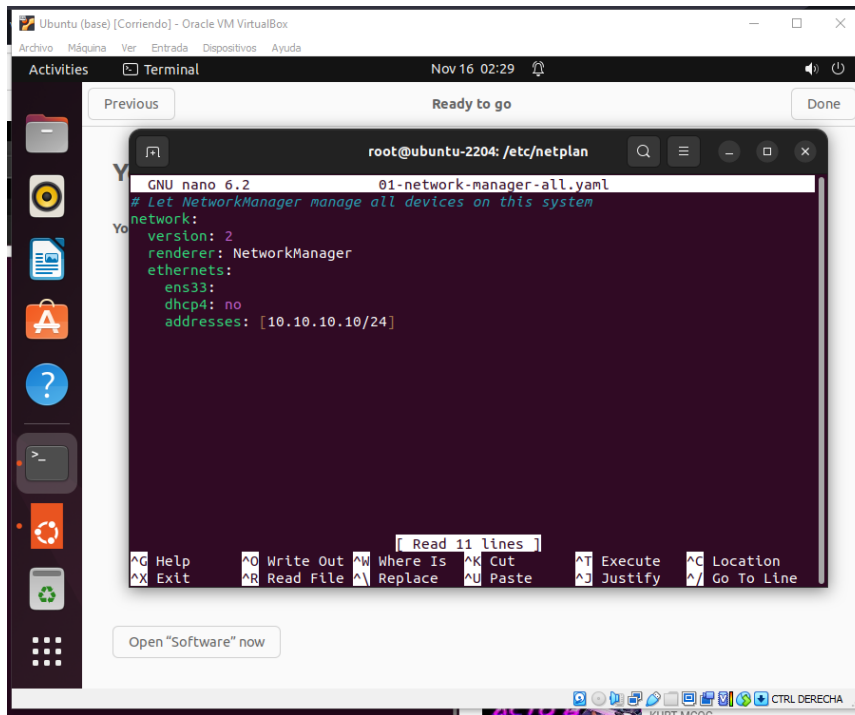 Ubuntu (base) [Corriendo] - Oracle VM VirtualBox
Archivo Máquina Ver Entrada Dispositivos Ayuda
Activities Terminal Nov 16 02:29
Previous Ready to go Done
root@ubuntu-2204: /etc/netplan
GNU nano 6.2 01-network-manager-all.yaml
# Let NetworkManager manage all devices on this system
network:
version: 2
renderer: NetworkManager
ethernets:
ens33:
dhcp4: no
addresses: [10.10.10.10/24]
[ Read 11 lines ]
^G Help ^O Write Out ^W Where Is ^K Cut ^T Execute ^C Location
^X Exit ^R Read File ^\ Replace ^U Paste ^J Justify ^/ Go To Line
Open “Software” now
CTRL DERECHA